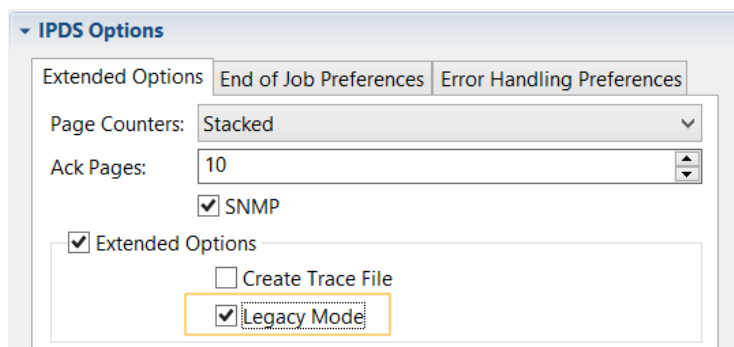 IPDS Options
Extended Options End of Job Preferences Error Handling Preferences
Page Counters: Stacked
Ack Pages: 10
SNMP
Extended Options
Create Trace File
Legacy Mode